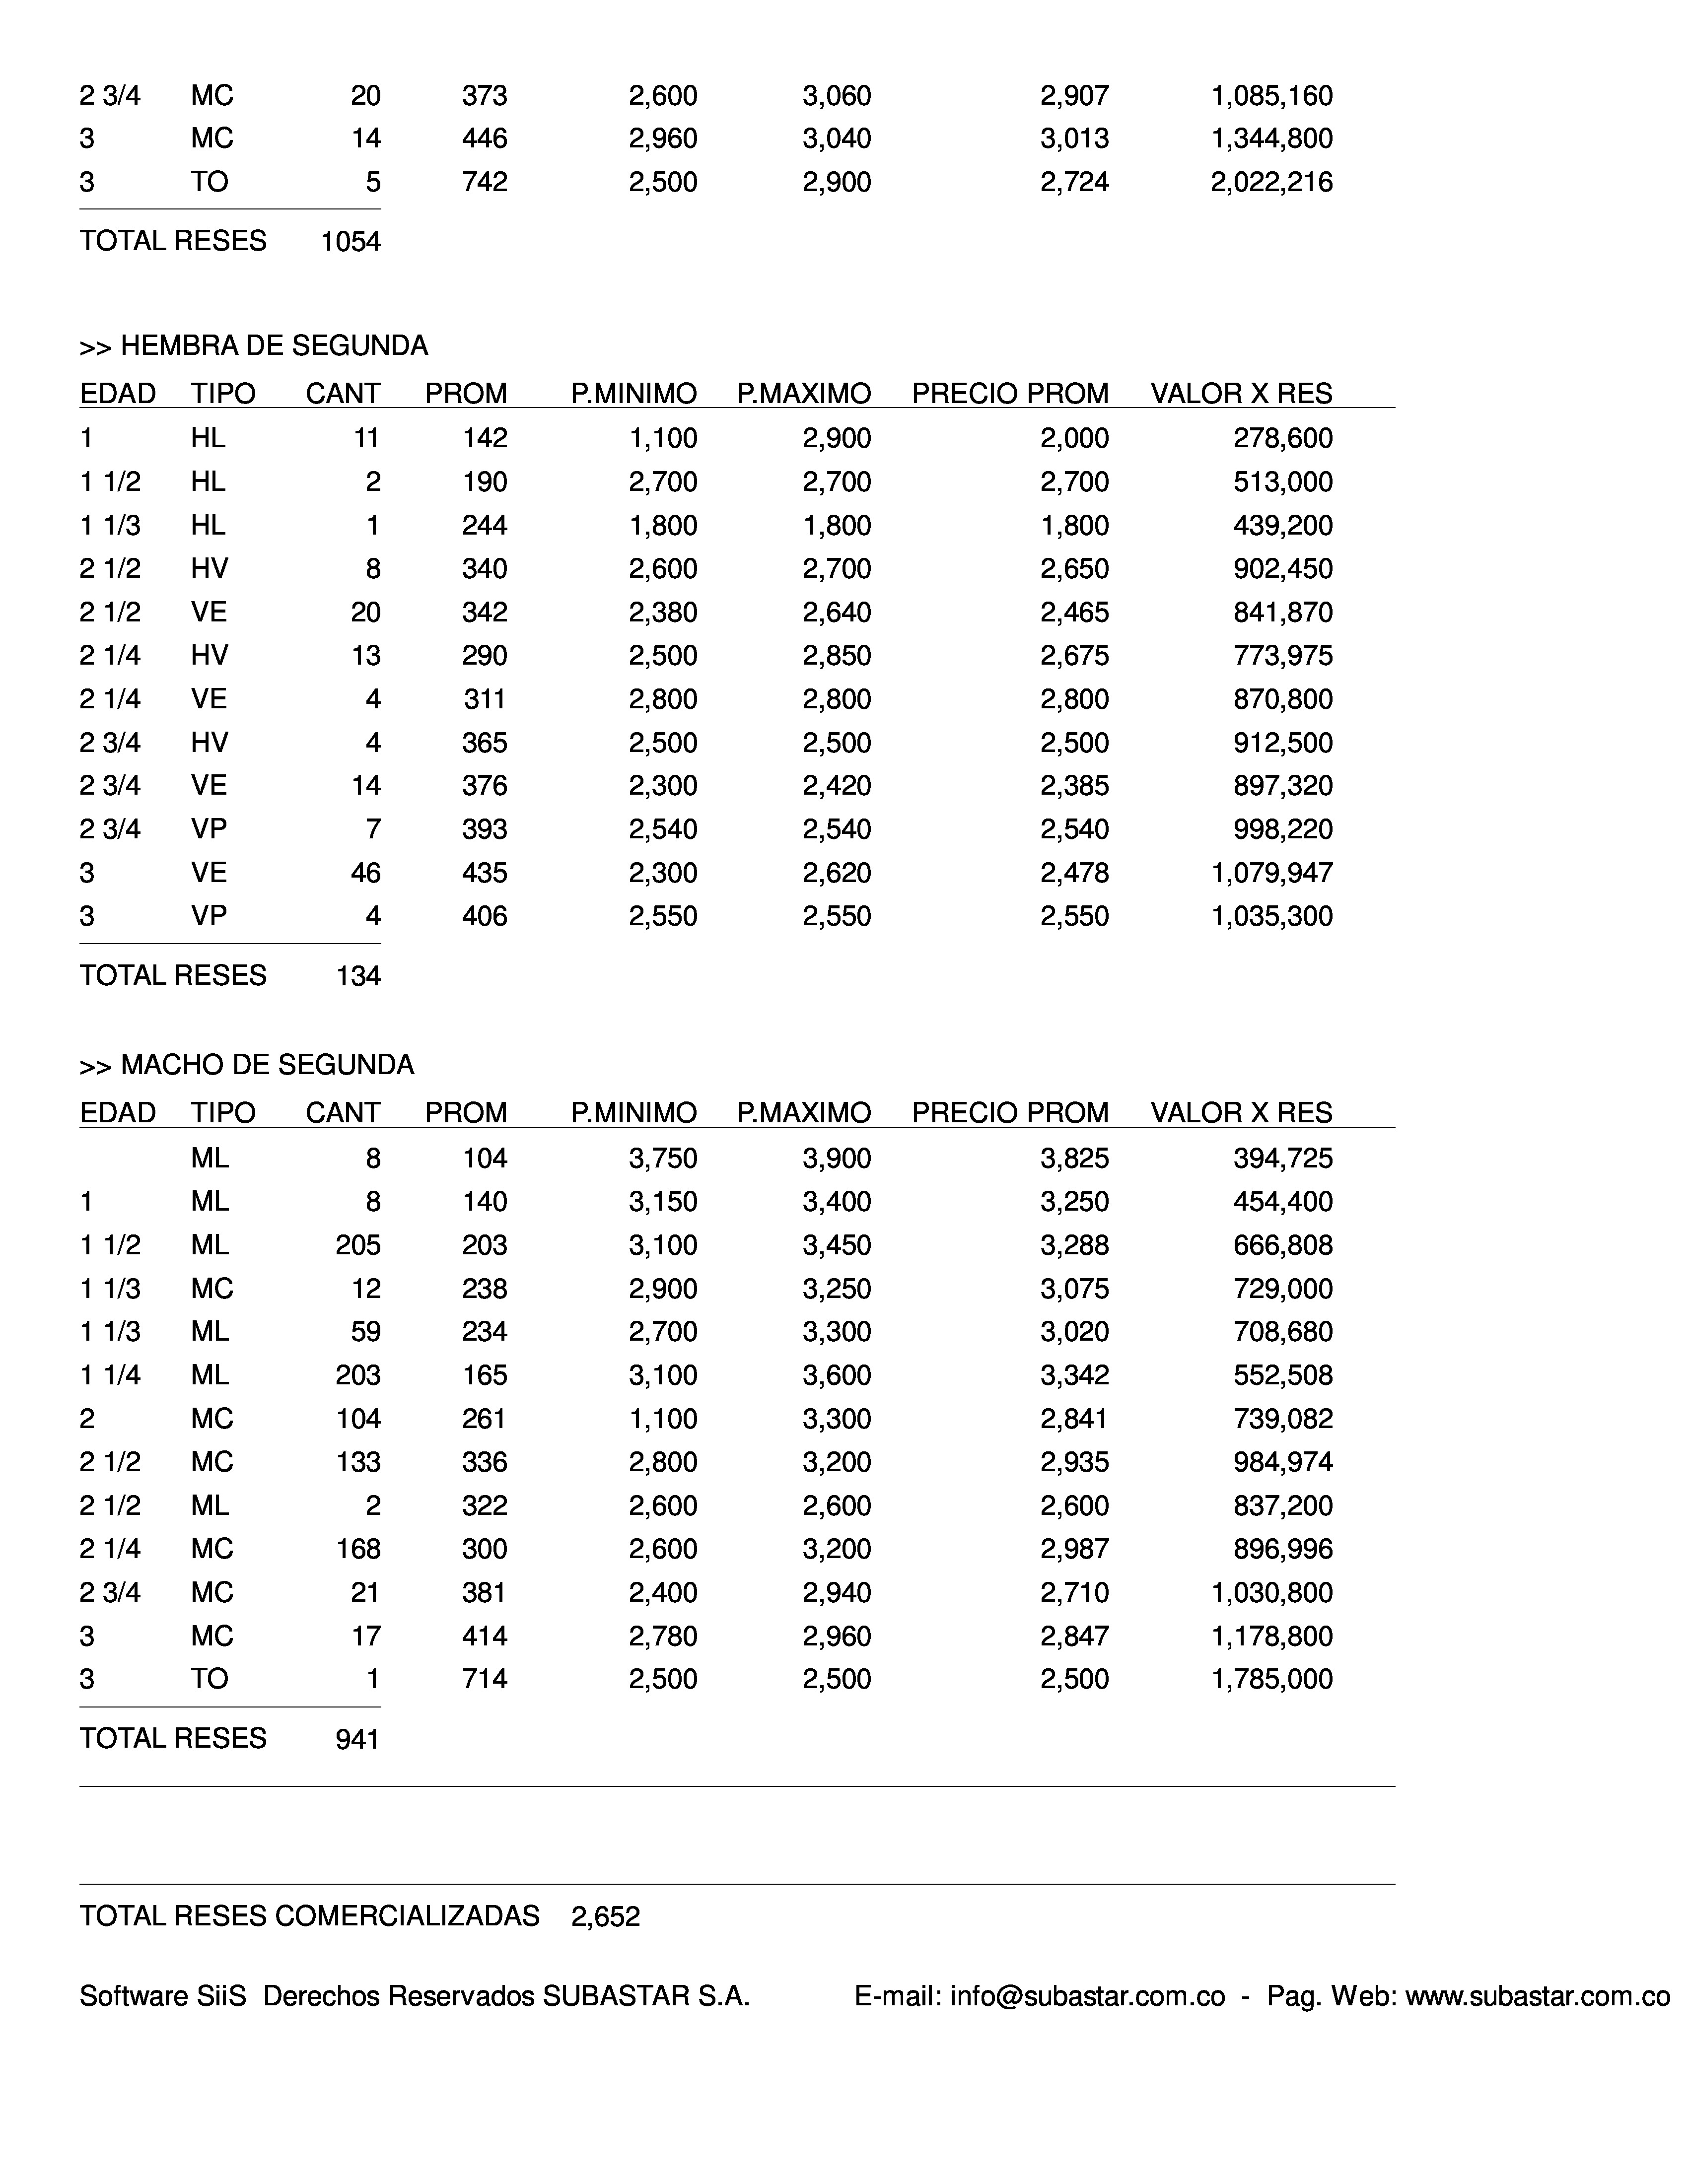 2 3/4 MC 20 373 2,600 3,060 2,907 1,085,160
3 MC 14 446 2,960 3,040 3,013 1,344,800
3 TO 5 742 2,500 2,900 2,724 2,022,216
TOTAL RESES 1054
>> HEMBRA DE SEGUNDA
EDAD TIPO CANT PROM P.MINIMO P.MAXIMO PRECIO PROM VALOR X RES
1 HL 11 142 1,100 2,900 2,000 278,600
1 1/2 HL 2 190 2,700 2,700 2,700 513,000
1 1/3 HL 1 244 1,800 1,800 1,800 439,200
2 1/2 HV 8 340 2,600 2,700 2,650 902,450
2 1/2 VE 20 342 2,380 2,640 2,465 841,870
2 1/4 HV 13 290 2,500 2,850 2,675 773,975
2 1/4 VE 4 311 2,800 2,800 2,800 870,800
2 3/4 HV 4 365 2,500 2,500 2,500 912,500
2 3/4 VE 14 376 2,300 2,420 2,385 897,320
2 3/4 VP 7 393 2,540 2,540 2,540 998,220
3 VE 46 435 2,300 2,620 2,478 1,079,947
3 VP 4 406 2,550 2,550 2,550 1,035,300
TOTAL RESES 134
>> MACHO DE SEGUNDA
EDAD TIPO CANT PROM P.MINIMO P.MAXIMO PRECIO PROM VALOR X RES
ML 8 104 3,750 3,900 3,825 394,725
1 ML 8 140 3,150 3,400 3,250 454,400
1 1/2 ML 205 203 3,100 3,450 3,288 666,808
1 1/3 MC 12 238 2,900 3,250 3,075 729,000
1 1/3 ML 59 234 2,700 3,300 3,020 708,680
1 1/4 ML 203 165 3,100 3,600 3,342 552,508
2 MC 104 261 1,100 3,300 2,841 739,082
2 1/2 MC 133 336 2,800 3,200 2,935 984,974
2 1/2 ML 2 322 2,600 2,600 2,600 837,200
2 1/4 MC 168 300 2,600 3,200 2,987 896,996
2 3/4 MC 21 381 2,400 2,940 2,710 1,030,800
3 MC 17 414 2,780 2,960 2,847 1,178,800
3 TO 1 714 2,500 2,500 2,500 1,785,000
TOTAL RESES 941
TOTAL RESES COMERCIALIZADAS 2,652
Software SiiS Derechos Reservados SUBASTAR S.A. E-mail: info@subastar.com.co - Pag. Web: www.subastar.com.co